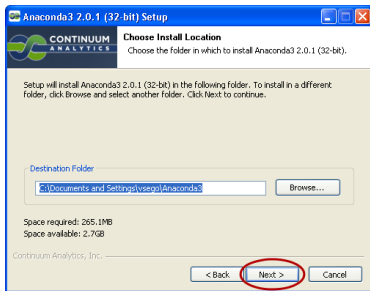 Anaconda3 2.0.1 (32-bit) Setup
CONTINUUM
ANALYTICS
Choose Install Location
Choose the folder in which to install Anaconda3 2.0.1 (32-bit).
Setup will install Anaconda3 2.0.1 (32-bit) in the following folder. To install in a different
folder, click Browse and select another folder. Click Next to continue.
Destination Folder
C:\Documents and Settings\vsego\Anaconda3
Browse...
Space required: 265.1MB
Space available: 2.7GB
Continuum Analytics, Inc.
< Back
Next >
Cancel